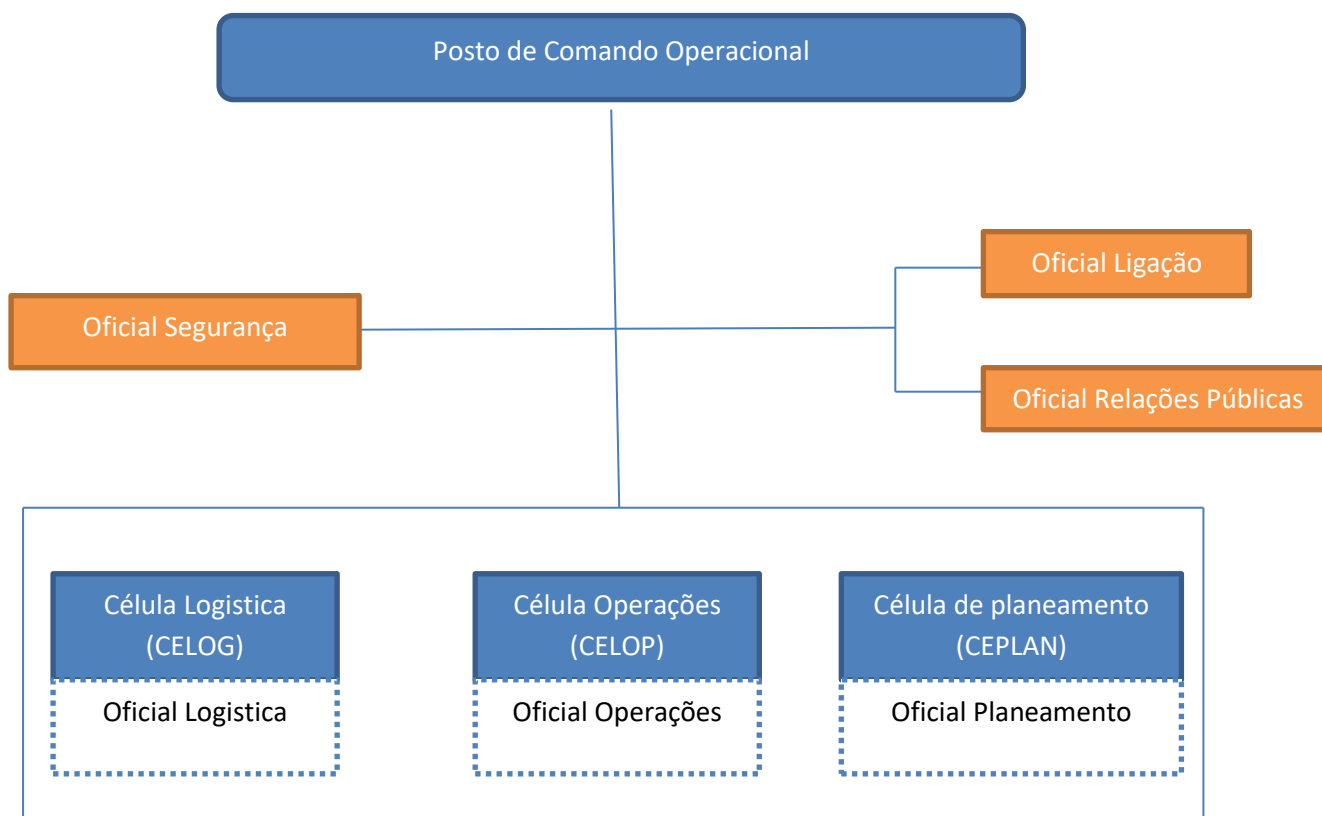 Posto de Comando Operacional
Oficial Ligação
Oficial Segurança
Oficial Relações Públicas
Célula Logistica
(CELOG)
Oficial Logistica
Célula Operações
(CELOP)
Oficial Operações
Célula de planeamento
(CEPLAN)
Oficial Planeamento